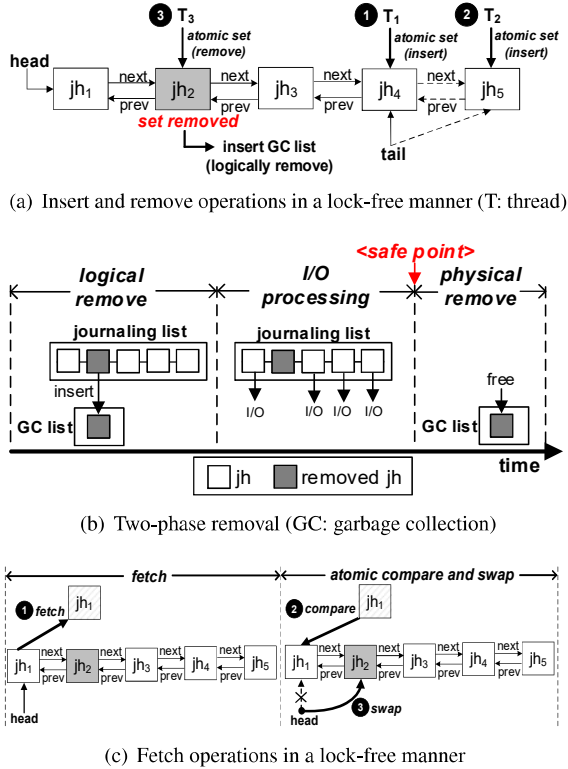 3 T3 1 T1 2 T2
atomic set (remove) atomic set (insert) atomic set (insert)
head
jh1 next prev jh2 next prev jh3 next prev jh4 next prev jh5
set removed
insert GC list (logically remove)
tail
(a) Insert and remove operations in a lock-free manner (T: thread)
<safe point>
logical remove I/O processing physical remove
journaling list journaling list
insert I/O I/O I/O I/O free
GC list GC list
time
jh removed jh
(b) Two-phase removal (GC: garbage collection)
fetch atomic compare and swap
1 fetch jh1 2 compare jh1
jh1 next prev jh2 next prev jh3 next prev jh4 next prev jh5 jh1 next prev jh2 next prev jh3 next prev jh4 next prev jh5
head head 3 swap
(c) Fetch operations in a lock-free manner